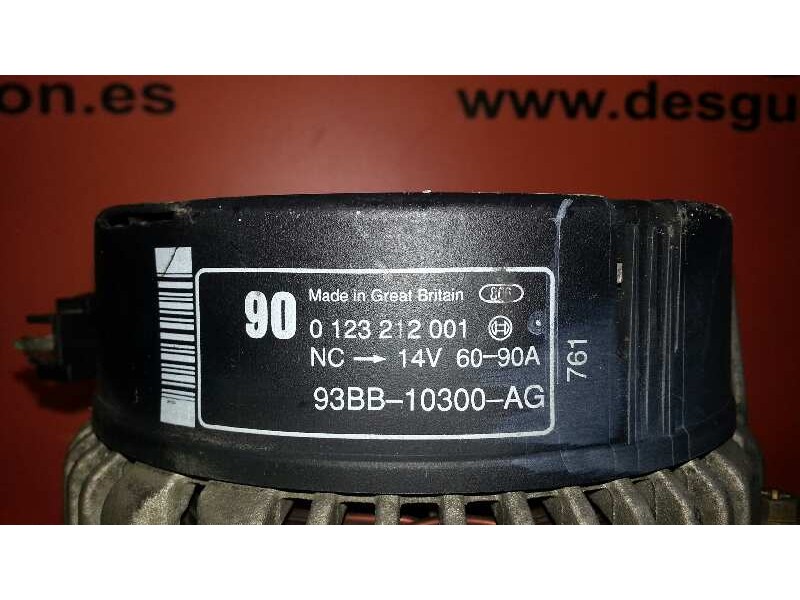 on.es
www.desgu
90
Made in Great Britain
0 123 212 001
NC → 14V 60-90A
93BB-10300-AG
761